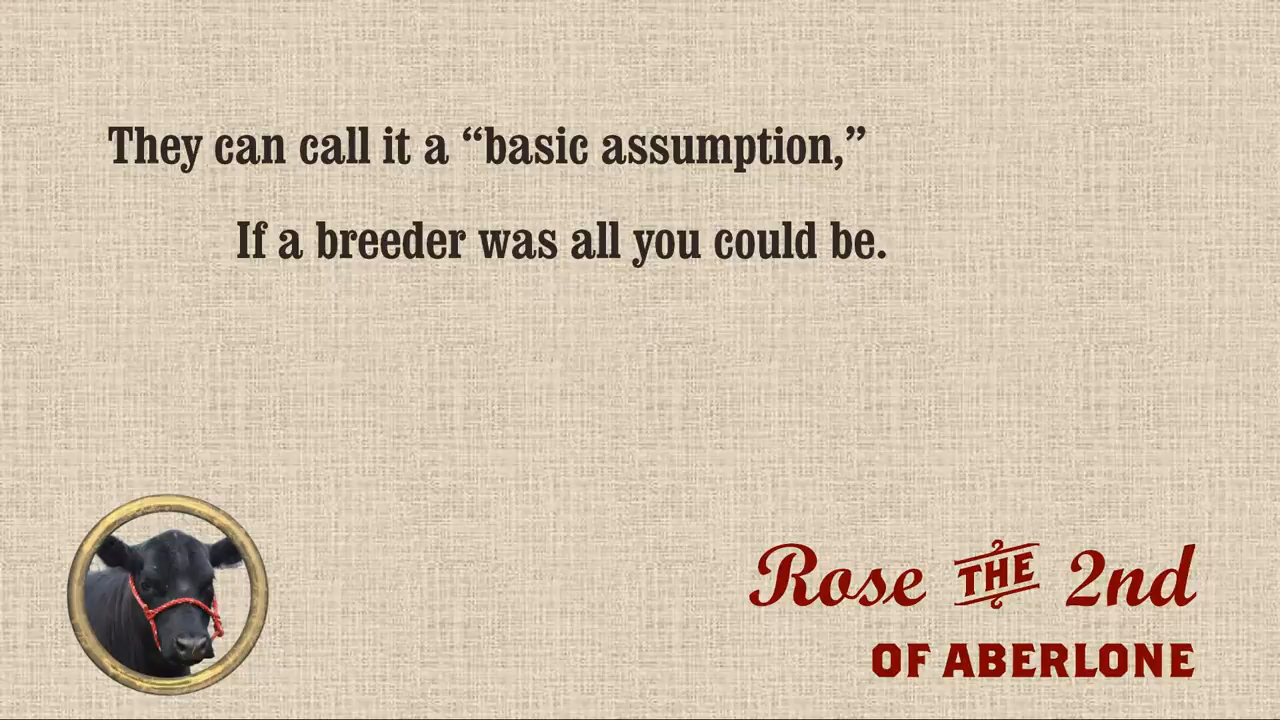 They can call it a “basic assumption,”
If a breeder was all you could be.
Rose THE 2nd
OF ABERLONE